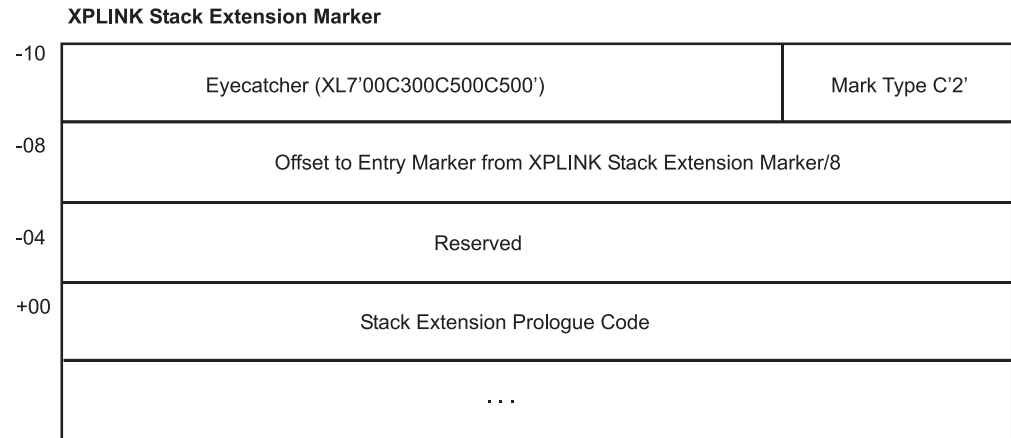 XPLINK Stack Extension Marker
-10
Eyecatcher (XL7’00C300C500C500’)
Mark Type C’2’
-08
Offset to Entry Marker from XPLINK Stack Extension Marker/8
-04
Reserved
+00
Stack Extension Prologue Code
. . .